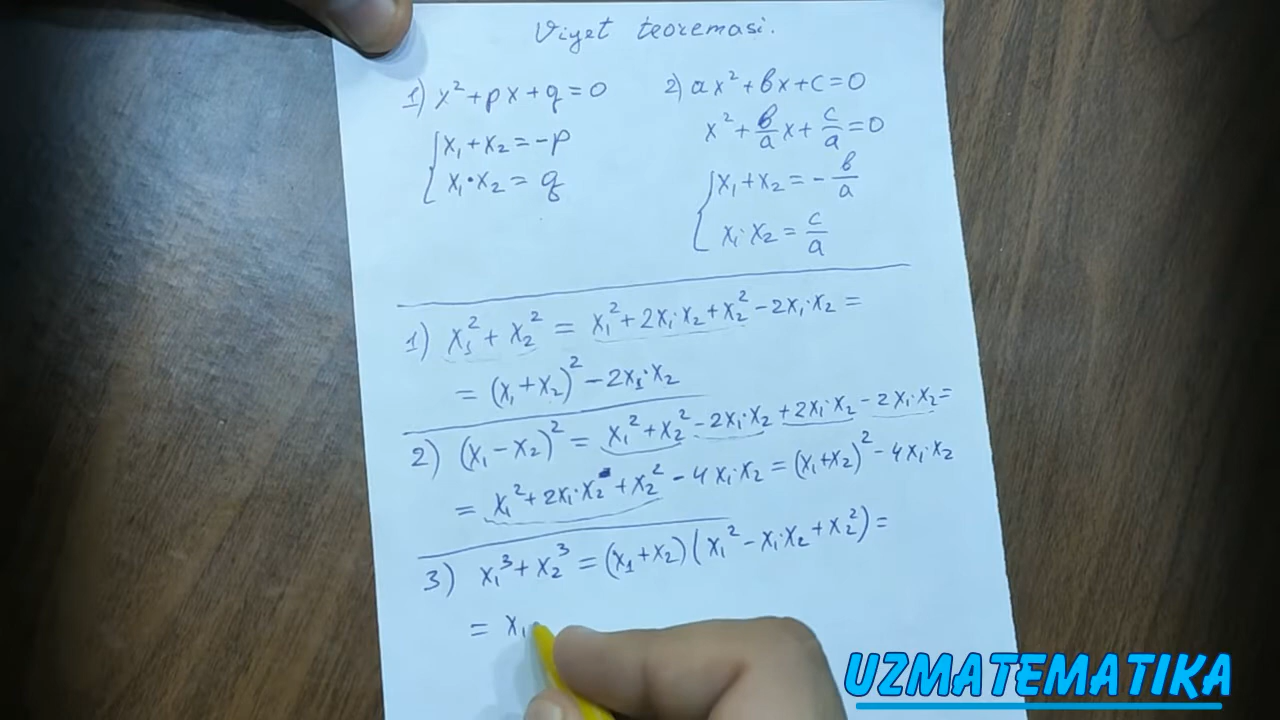 Viyet teoremasi.
1) x² + px + q = 0
{ x₁ + x₂ = -p
x₁ · x₂ = q
2) ax² + bx + c = 0
x² + b/a x + c/a = 0
{ x₁ + x₂ = - b/a
x₁ · x₂ = c/a
1) x₁² + x₂² = x₁² + 2x₁·x₂ + x₂² - 2x₁·x₂ =
= (x₁ + x₂)² - 2x₁·x₂
2) (x₁ - x₂)² = x₁² + x₂² - 2x₁·x₂ + 2x₁·x₂ - 2x₁·x₂ =
= x₁² + 2x₁·x₂ + x₂² - 4x₁·x₂ = (x₁+x₂)² - 4x₁·x₂
3) x₁³ + x₂³ = (x₁ + x₂)(x₁² - x₁·x₂ + x₂²) =
= x₁
UZMATEMATIKA